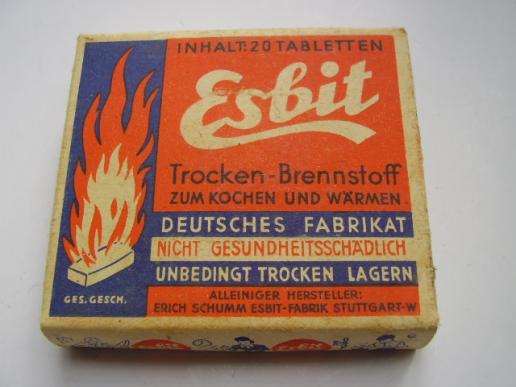 INHALT: 20 TABLETTEN
Esbit
Trocken-Brennstoff
ZUM KOCHEN UND WÄRMEN
DEUTSCHES FABRIKAT
NICHT GESUNDHEITSSCHÄDLICH
UNBEDINGT TROCKEN LAGERN
GES. GESCH.
ALLEINIGER HERSTELLER:
ERICH SCHUMM ESBIT-FABRIK STUTTGART-W
Esbit